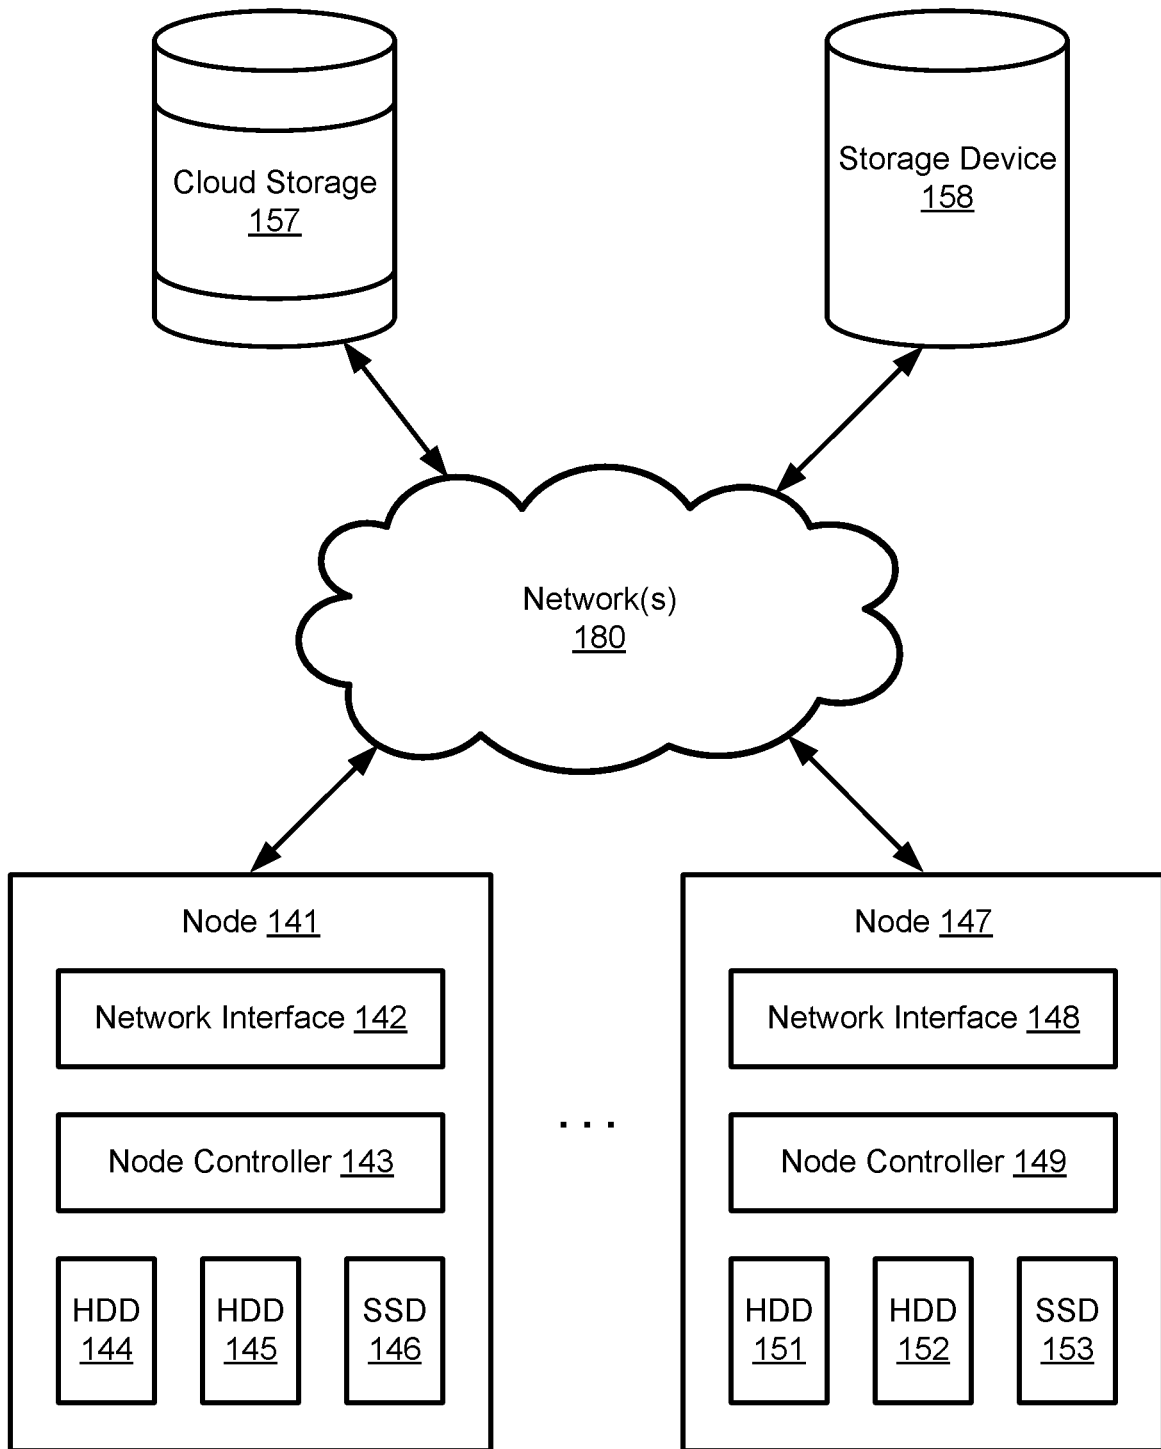 Cloud Storage
157
Storage Device
158
Network(s)
180
Node 141
Network Interface 142
Node Controller 143
HDD
144
HDD
145
SSD
146
. . .
Node 147
Network Interface 148
Node Controller 149
HDD
151
HDD
152
SSD
153